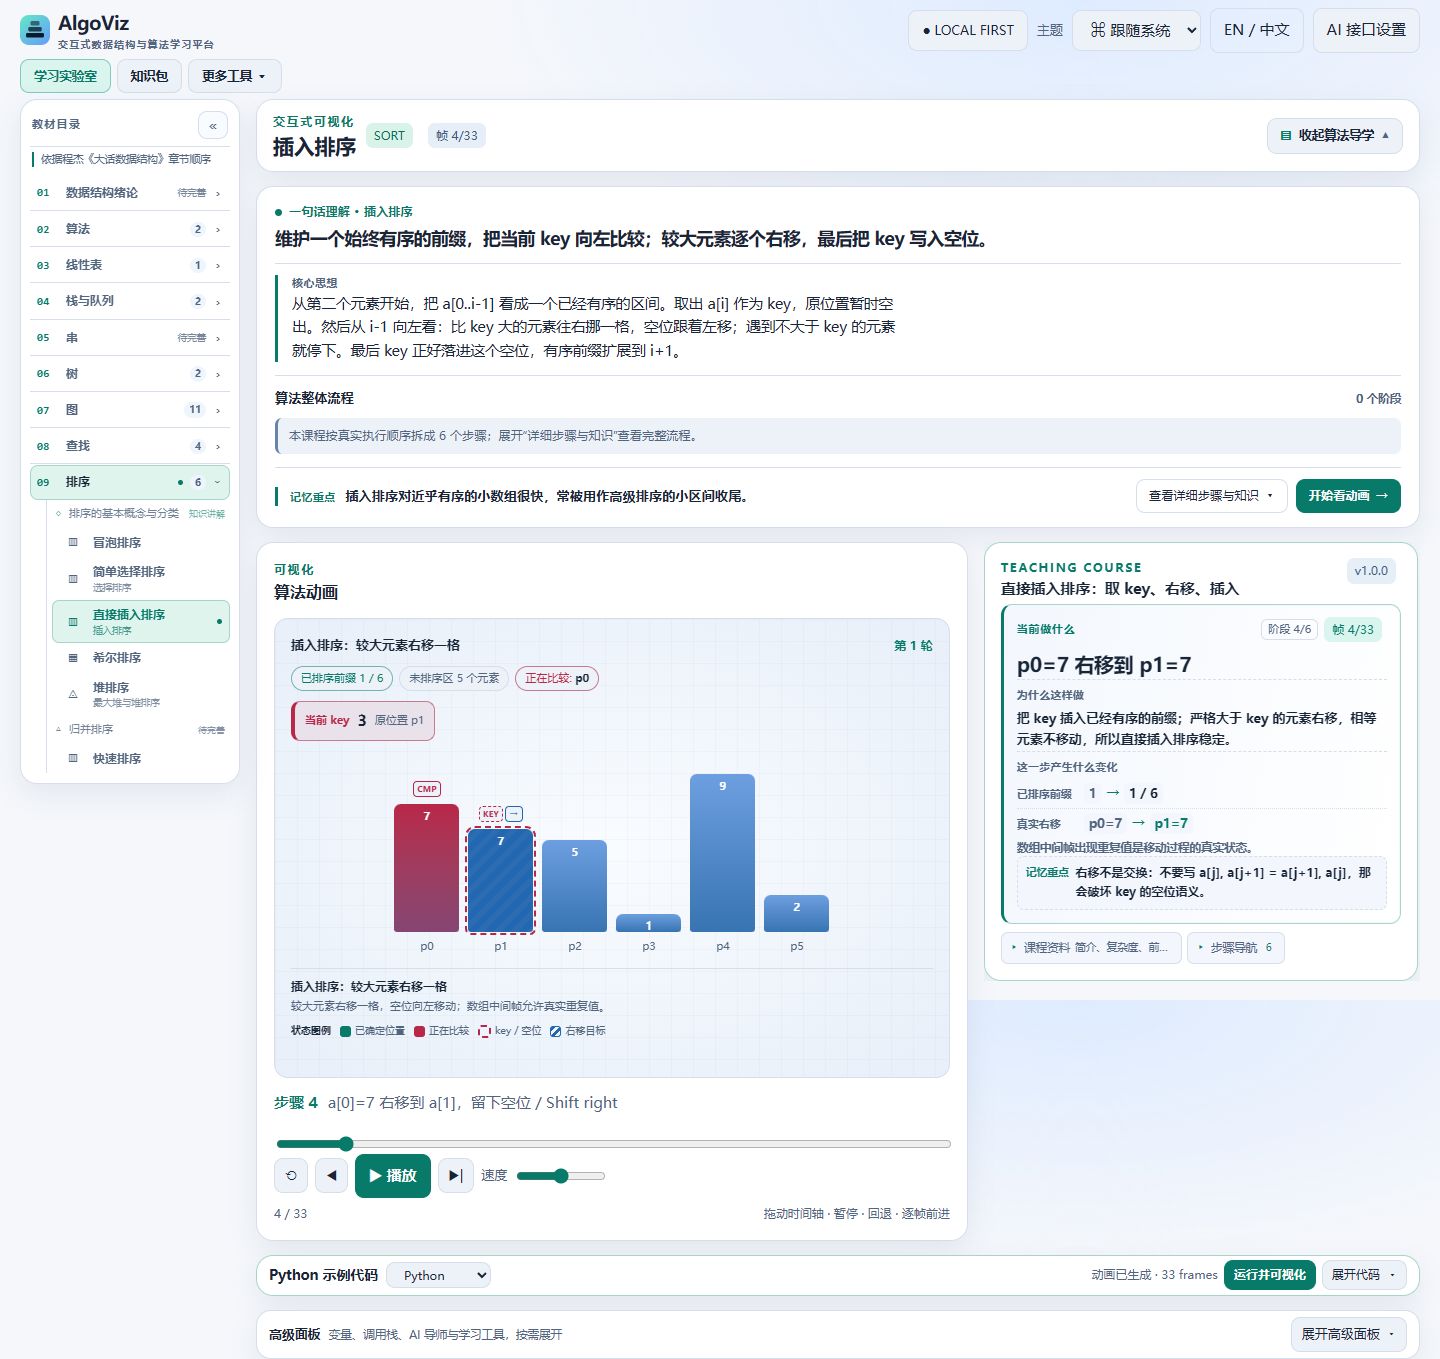 AlgoViz
交互式数据结构与算法学习平台
● LOCAL FIRST
主题
⌘ 跟随系统
EN / 中文
AI 接口设置
学习实验室
知识包
更多工具
教材目录
«
依据程杰《大话数据结构》章节顺序
01 数据结构绪论 待完善 ›
02 算法 2 ›
03 线性表 1 ›
04 栈与队列 2 ›
05 串 待完善 ›
06 树 2 ›
07 图 11 ›
08 查找 4 ›
09 排序 • 6
排序的基本概念与分类 知识讲解
冒泡排序
简单选择排序
选择排序
直接插入排序
插入排序
希尔排序
堆排序
最大堆与堆排序
归并排序 待完善
快速排序
交互式可视化
插入排序
SORT
帧 4/33
收起算法导学 ▲
一句话理解 • 插入排序
维护一个始终有序的前缀，把当前 key 向左比较；较大元素逐个右移，最后把 key 写入空位。
核心思想
从第二个元素开始，把 a[0..i-1] 看成一个已经有序的区间。取出 a[i] 作为 key，原位置暂时空
出。然后从 i-1 向左看：比 key 大的元素往右挪一格，空位跟着左移；遇到不大于 key 的元素
就停下。最后 key 正好落进这个空位，有序前缀扩展到 i+1。
算法整体流程
0 个阶段
本课程按真实执行顺序拆成 6 个步骤；展开“详细步骤与知识”查看完整流程。
记忆重点 插入排序对近乎有序的小数组很快，常被用作高级排序的小区间收尾。
查看详细步骤与知识
开始看动画 →
可视化
算法动画
插入排序：较大元素右移一格
第 1 轮
已排序前缀 1 / 6
未排序区 5 个元素
正在比较: p0
当前 key 3 原位置 p1
CMP
KEY →
7
7
5
1
9
2
p0
p1
p2
p3
p4
p5
插入排序：较大元素右移一格
较大元素右移一格，空位向左移动；数组中间帧允许真实重复值。
状态图例 已确定位置 正在比较 key / 空位 右移目标
步骤 4 a[0]=7 右移到 a[1]，留下空位 / Shift right
▶ 播放
速度
4 / 33
拖动时间轴 · 暂停 · 回退 · 逐帧前进
TEACHING COURSE
直接插入排序：取 key、右移、插入
v1.0.0
当前做什么
阶段 4/6
帧 4/33
p0=7 右移到 p1=7
为什么这样做
把 key 插入已经有序的前缀；严格大于 key 的元素右移，相等
元素不移动，所以直接插入排序稳定。
这一步产生什么变化
已排序前缀 1 → 1 / 6
真实右移 p0=7 → p1=7
数组中间帧出现重复值是移动过程的真实状态。
记忆重点 右移不是交换：不要写 a[j], a[j+1] = a[j+1], a[j]，那
会破坏 key 的空位语义。
课程资料 简介、复杂度、前...
步骤导航 6
Python 示例代码
Python
动画已生成 · 33 frames
运行并可视化
展开代码
高级面板 变量、调用栈、AI 导师与学习工具，按需展开
展开高级面板